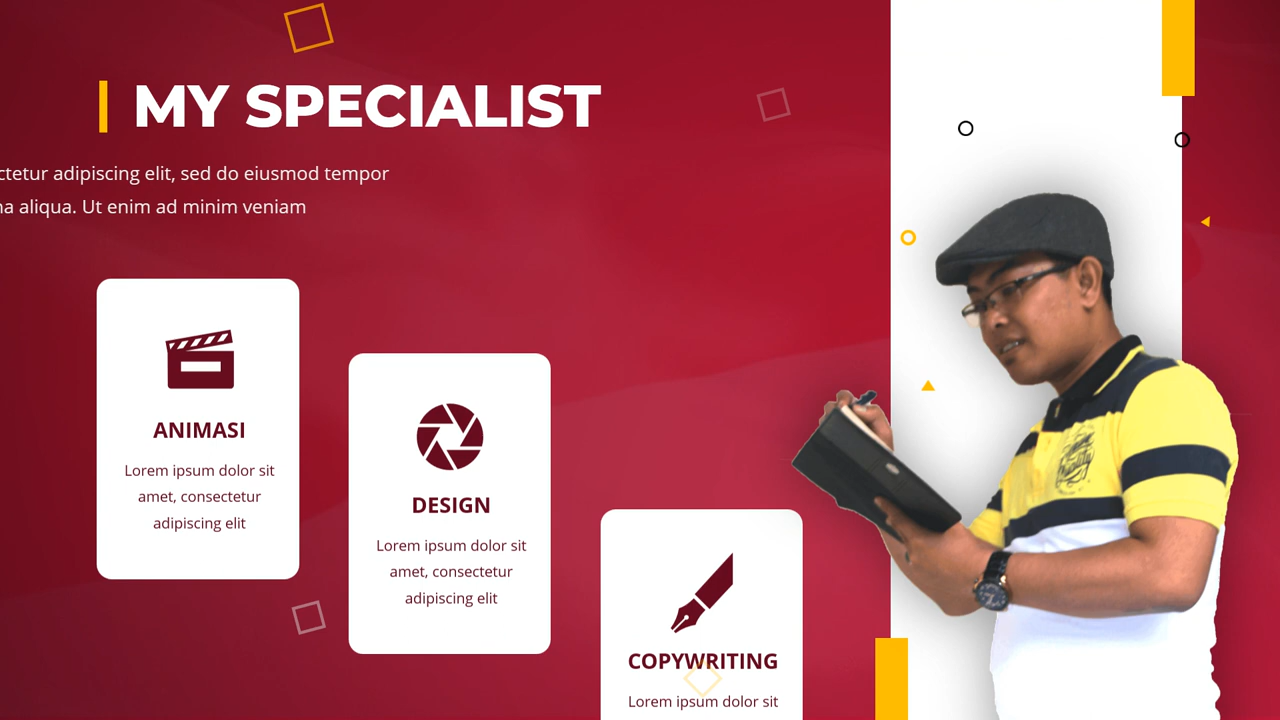 MY SPECIALIST
ctetur adipiscing elit, sed do eiusmod tempor
na aliqua. Ut enim ad minim veniam
ANIMASI
Lorem ipsum dolor sit
amet, consectetur
adipiscing elit
DESIGN
Lorem ipsum dolor sit
amet, consectetur
adipiscing elit
COPYWRITING
Lorem ipsum dolor sit